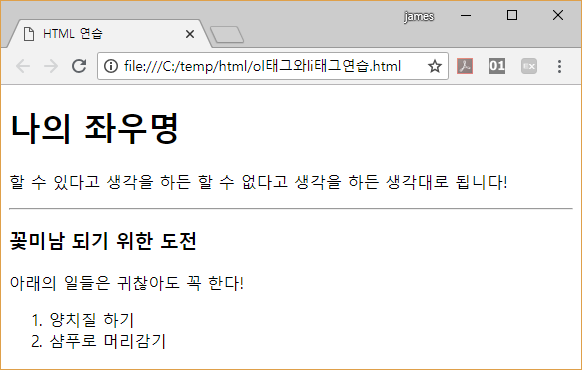 james
HTML 연습
file:///C:/temp/html/ol태그와li태그연습.html
01
나의 좌우명
할 수 있다고 생각을 하든 할 수 없다고 생각을 하든 생각대로 됩니다!
꽃미남 되기 위한 도전
아래의 일들은 귀찮아도 꼭 한다!
1. 양치질 하기
2. 샴푸로 머리감기